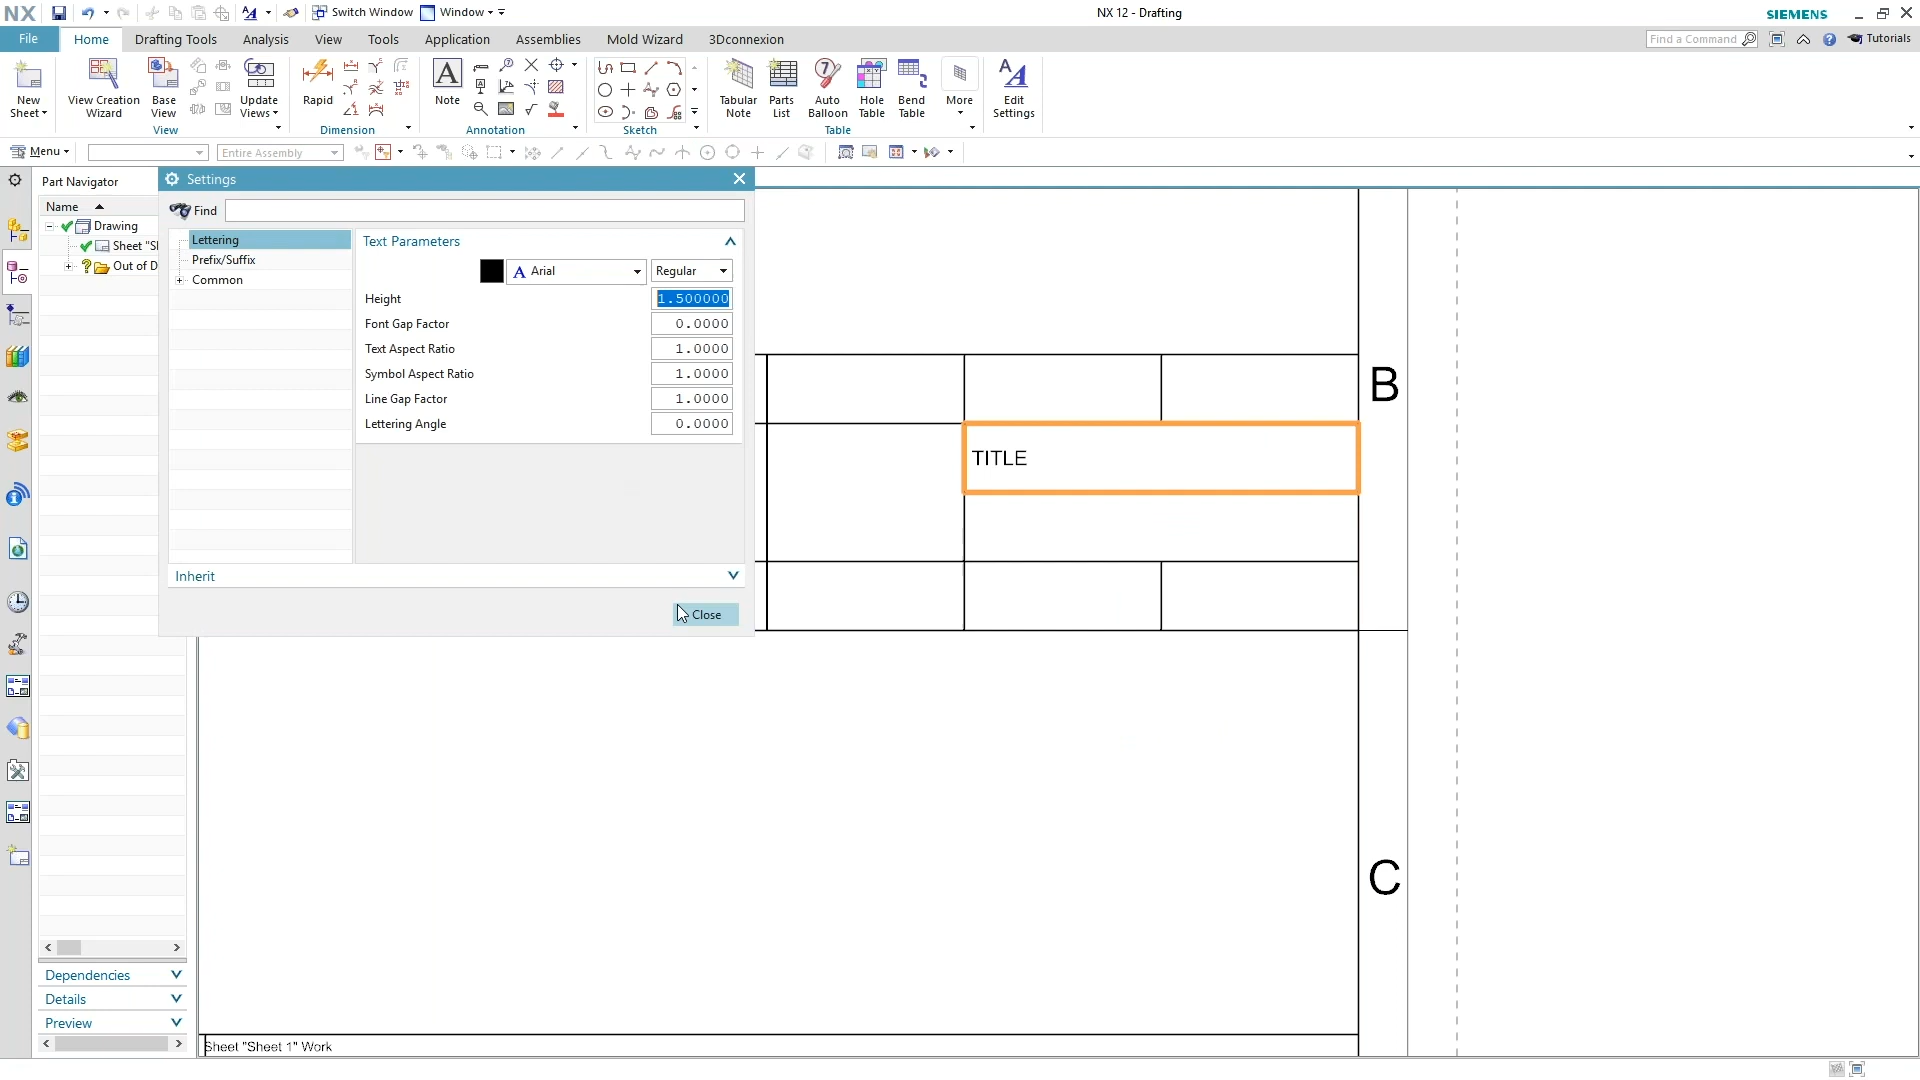 NX
Switch Window
Window
NX 12 - Drafting
SIEMENS
File
Home
Drafting Tools
Analysis
View
Tools
Application
Assemblies
Mold Wizard
3Dconnexion
Find a Command
Tutorials
New Sheet
View Creation Wizard
Base View
Update Views
View
Rapid
Dimension
Note
Annotation
Sketch
Tabular Note
Parts List
Auto Balloon
Hole Table
Bend Table
More
Table
Edit Settings
Menu
Entire Assembly
Part Navigator
Name
Drawing
Sheet "Sl
Out of D
Settings
Find
Lettering
Prefix/Suffix
Common
Text Parameters
Arial
Regular
Height 1.500000
Font Gap Factor 0.0000
Text Aspect Ratio 1.0000
Symbol Aspect Ratio 1.0000
Line Gap Factor 1.0000
Lettering Angle 0.0000
Inherit
Close
TITLE
B
C
Dependencies
Details
Preview
Sheet "Sheet 1" Work